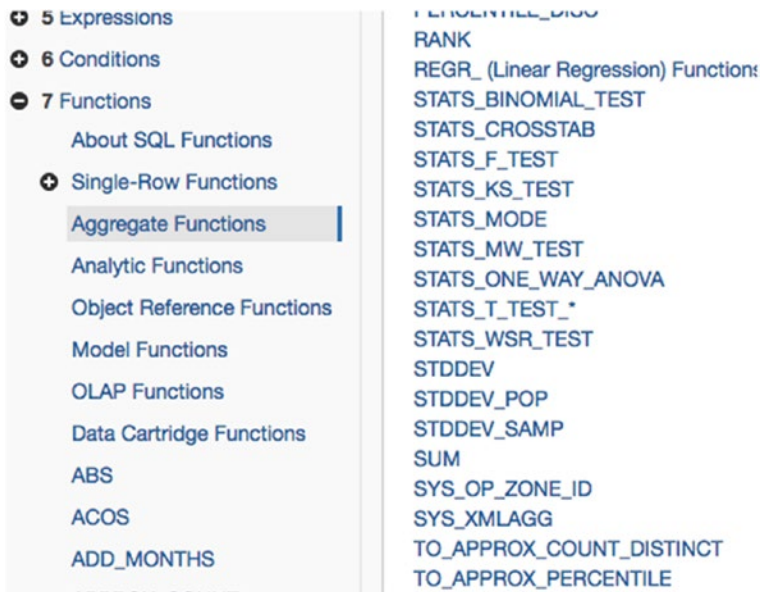 5 Expressions
6 Conditions
7 Functions
About SQL Functions
Single-Row Functions
Aggregate Functions
Analytic Functions
Object Reference Functions
Model Functions
OLAP Functions
Data Cartridge Functions
ABS
ACOS
ADD_MONTHS
PERCENTILE_DISC
RANK
REGR_ (Linear Regression) Functions
STATS_BINOMIAL_TEST
STATS_CROSSTAB
STATS_F_TEST
STATS_KS_TEST
STATS_MODE
STATS_MW_TEST
STATS_ONE_WAY_ANOVA
STATS_T_TEST_*
STATS_WSR_TEST
STDDEV
STDDEV_POP
STDDEV_SAMP
SUM
SYS_OP_ZONE_ID
SYS_XMLAGG
TO_APPROX_COUNT_DISTINCT
TO_APPROX_PERCENTILE